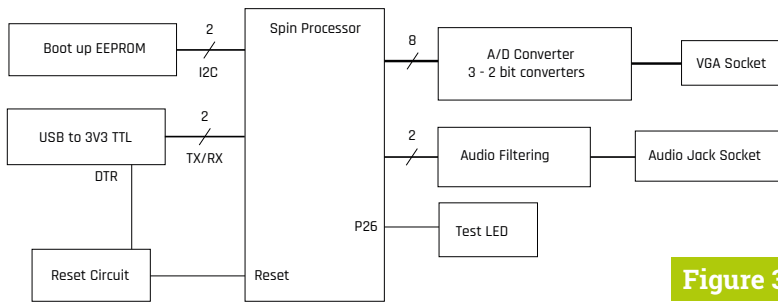 Boot up EEPROM
2
I2C
Spin Processor
8
A/D Converter
3 - 2 bit converters
VGA Socket
USB to 3V3 TTL
2
TX/RX
DTR
2
Audio Filtering
Audio Jack Socket
P26
Test LED
Reset Circuit
Reset
Figure 3